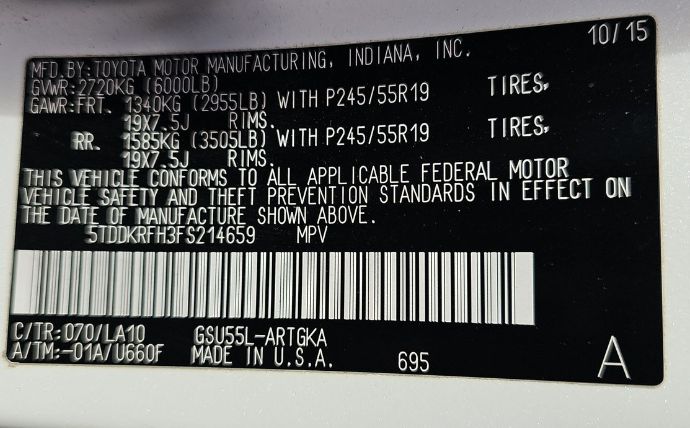 10/15
MFD.BY:TOYOTA MOTOR MANUFACTURING, INDIANA, INC.
GVWR:2720KG (6000LB)
GAWR:FRT. 1340KG (2955LB) WITH P245/55R19 TIRES,
19X7.5J RIMS.
RR. 1585KG (3505LB) WITH P245/55R19 TIRES,
19X7.5J RIMS.
THIS VEHICLE CONFORMS TO ALL APPLICABLE FEDERAL MOTOR
VEHICLE SAFETY AND THEFT PREVENTION STANDARDS IN EFFECT ON
THE DATE OF MANUFACTURE SHOWN ABOVE.
5TDDKRFH3FS214659 MPV
C/TR:070/LA10 GSU55L-ARTGKA
A/TM:-01A/U660F MADE IN U.S.A. 695 A